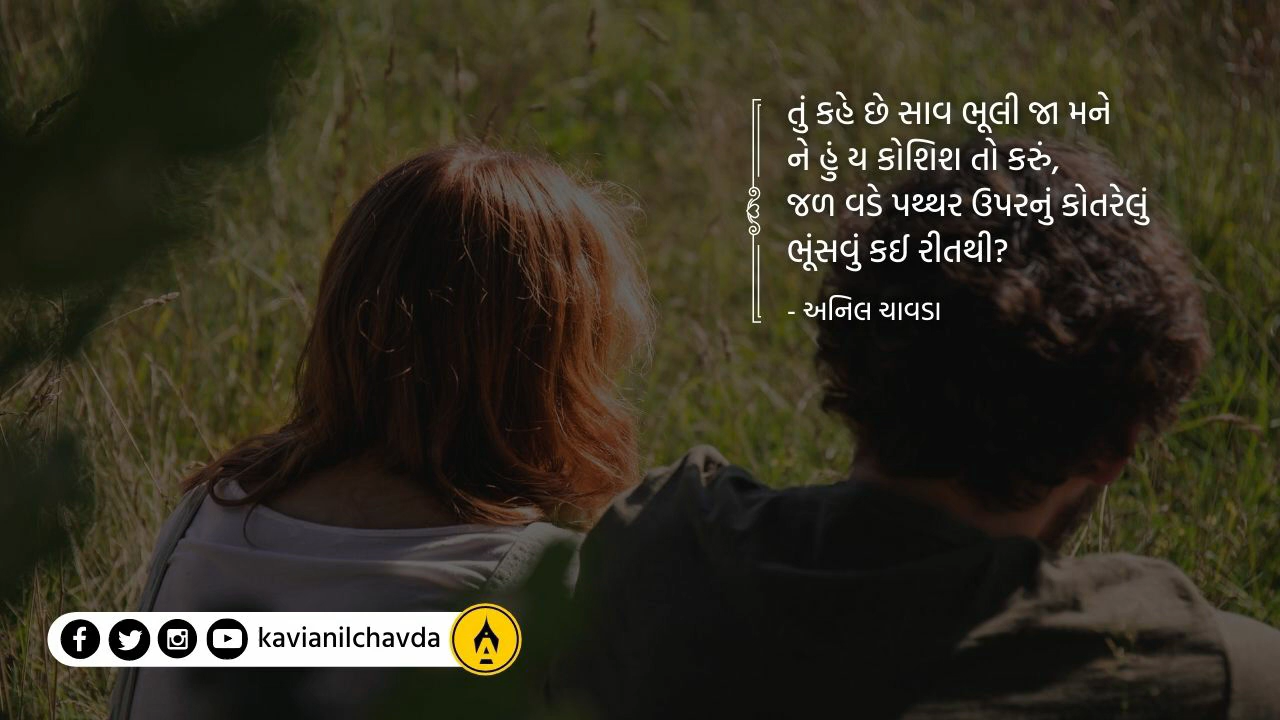 તું કહે છે સાવ ભૂલી જા મને
ને હું ય કોશિશ તો કરું,
જળ વડે પથ્થર ઉપરનું કોતરેલું
ભૂંસવું કઈ રીતથી?
- અનિલ ચાવડા
kavianilchavda